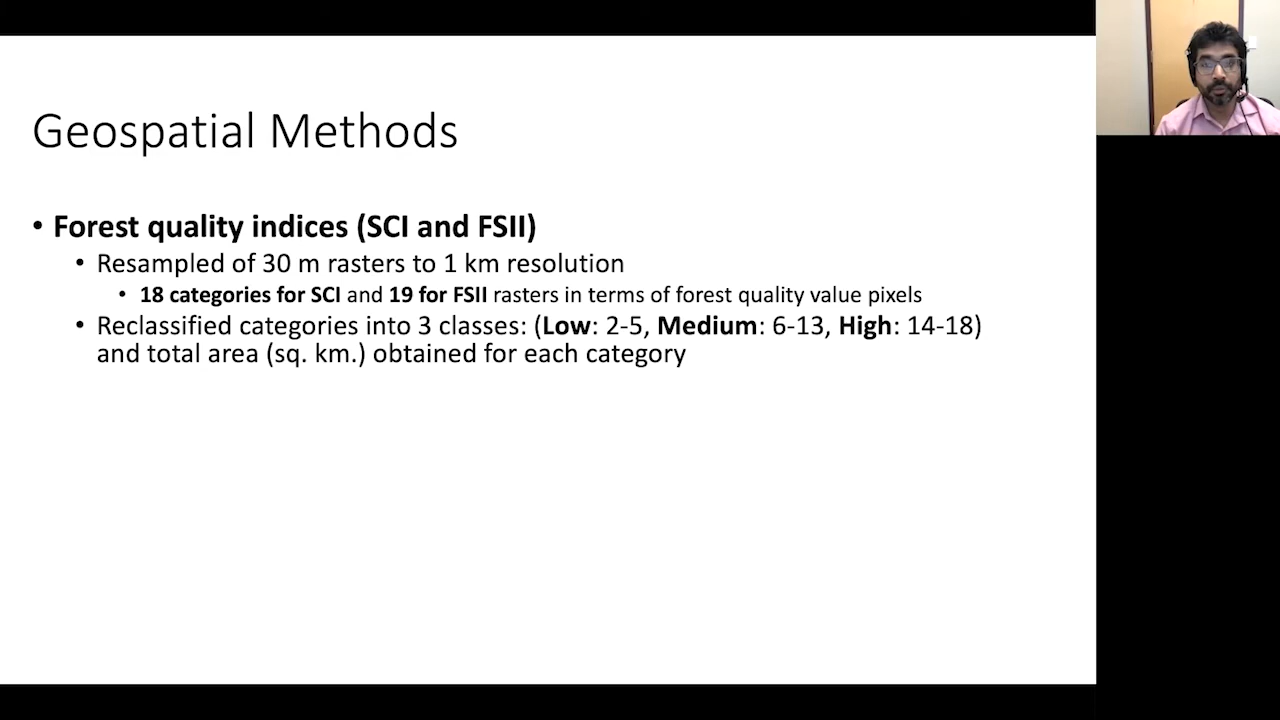 Geospatial Methods
• Forest quality indices (SCI and FSII)
• Resampled of 30 m rasters to 1 km resolution
• 18 categories for SCI and 19 for FSII rasters in terms of forest quality value pixels
• Reclassified categories into 3 classes: (Low: 2-5, Medium: 6-13, High: 14-18)
and total area (sq. km.) obtained for each category